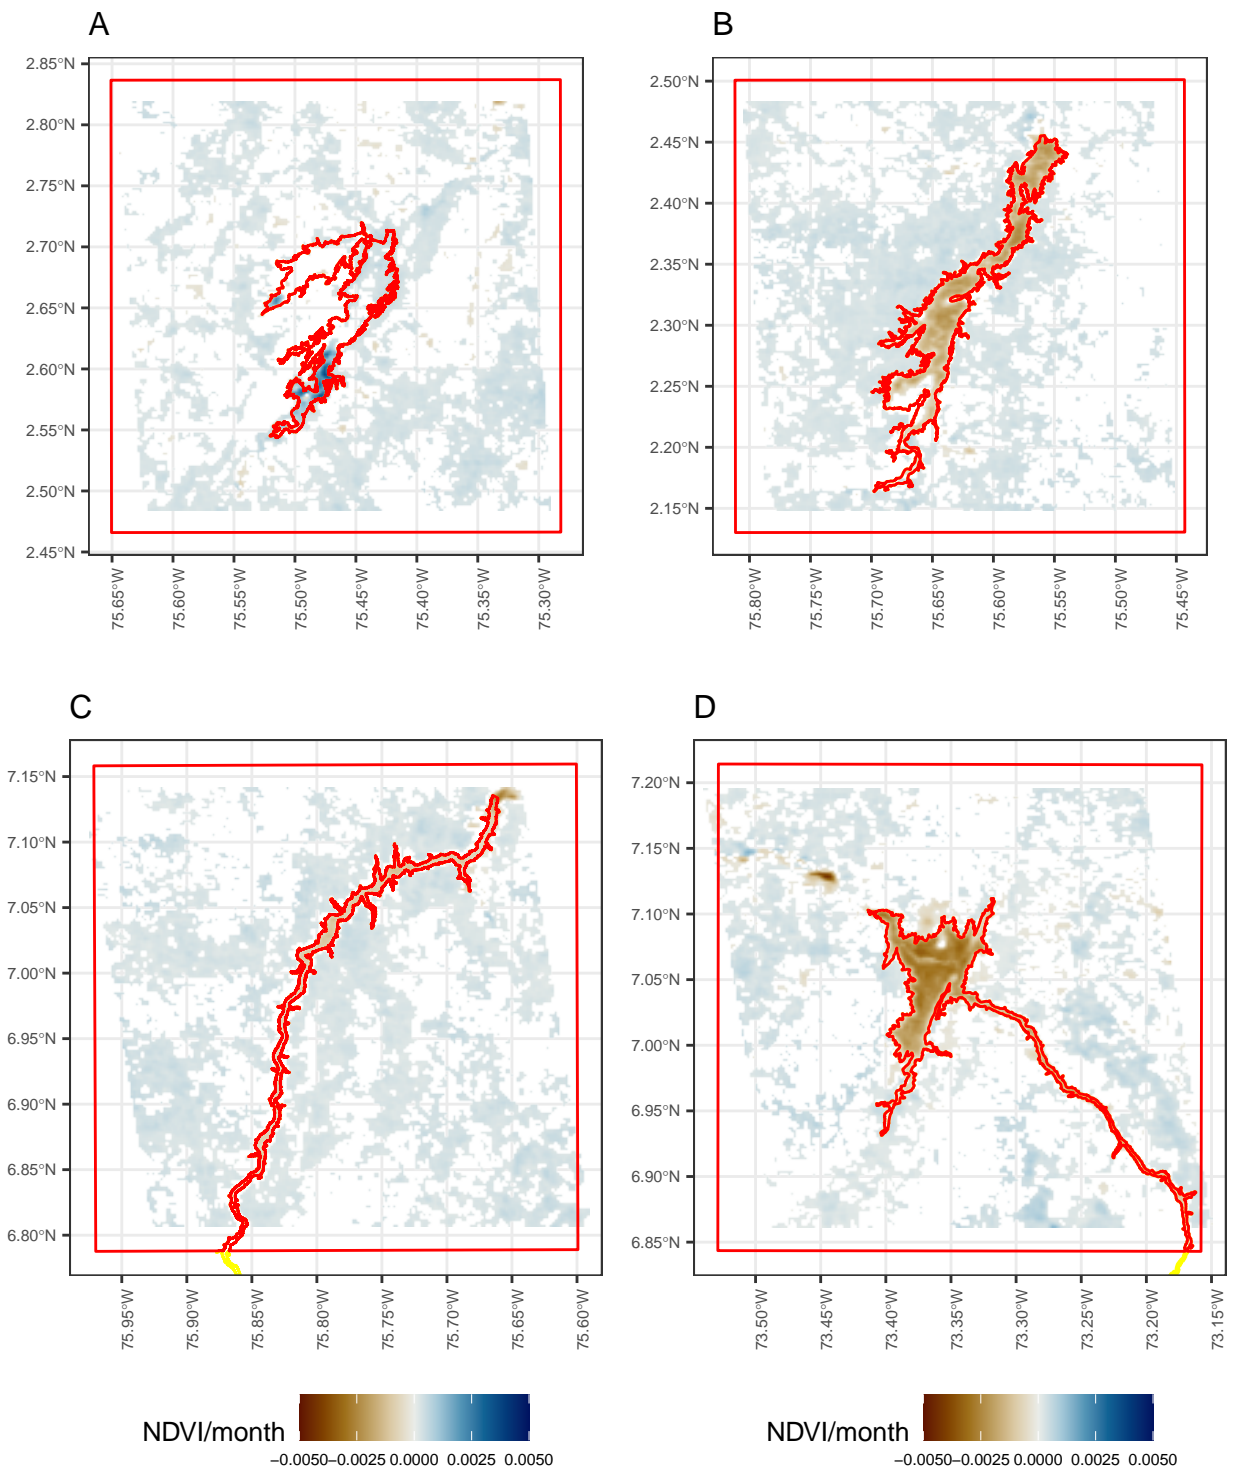 A
B
2.85°N
2.80°N
2.75°N
2.70°N
2.65°N
2.60°N
2.55°N
2.50°N
2.45°N
75.65°W
75.60°W
75.55°W
75.50°W
75.45°W
75.40°W
75.35°W
75.30°W
2.50°N
2.45°N
2.40°N
2.35°N
2.30°N
2.25°N
2.20°N
2.15°N
75.80°W
75.75°W
75.70°W
75.65°W
75.60°W
75.55°W
75.50°W
75.45°W
C
D
7.15°N
7.10°N
7.05°N
7.00°N
6.95°N
6.90°N
6.85°N
6.80°N
75.95°W
75.90°W
75.85°W
75.80°W
75.75°W
75.70°W
75.65°W
75.60°W
7.20°N
7.15°N
7.10°N
7.05°N
7.00°N
6.95°N
6.90°N
6.85°N
73.50°W
73.45°W
73.40°W
73.35°W
73.30°W
73.25°W
73.20°W
73.15°W
NDVI/month
−0.0050−0.0025 0.0000 0.0025 0.0050
NDVI/month
−0.0050−0.0025 0.0000 0.0025 0.0050